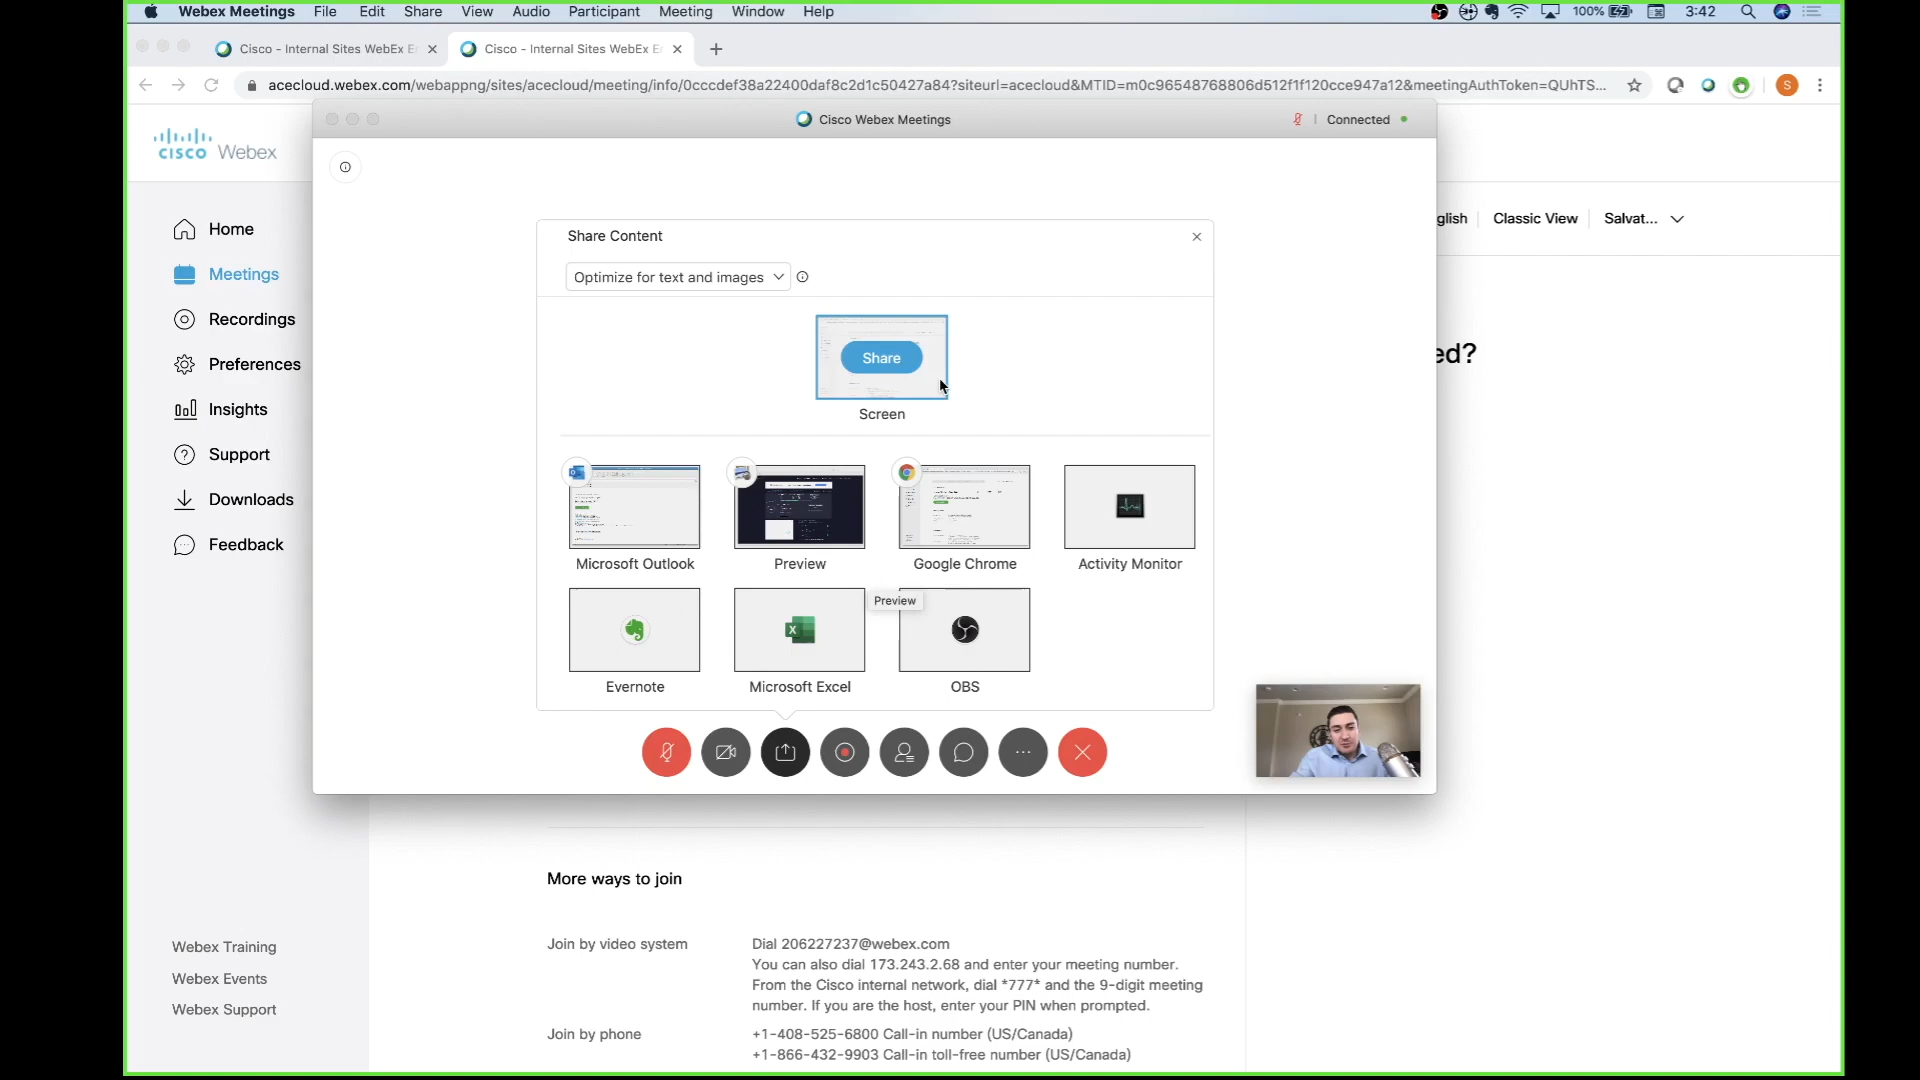 Webex Meetings File Edit Share View Audio Participant Meeting Window Help
100%
3:42
Cisco - Internal Sites WebEx E
Cisco - Internal Sites WebEx E
acecloud.webex.com/webappng/sites/acecloud/meeting/info/0cccdef38a22400daf8c2d1c50427a84?siteurl=acecloud&MTID=m0c96548768806d512f1f120cce947a12&meetingAuthToken=QUhTS...
S
Cisco Webex Meetings
Connected
CISCO Webex
glish
Classic View
Salvat...
Home
Meetings
Recordings
Preferences
Insights
Support
Downloads
Feedback
Share Content
Optimize for text and images
Share
Screen
ed?
Microsoft Outlook
Preview
Google Chrome
Activity Monitor
Preview
Evernote
Microsoft Excel
OBS
More ways to join
Join by video system
Dial 206227237@webex.com
You can also dial 173.243.2.68 and enter your meeting number.
From the Cisco internal network, dial *777* and the 9-digit meeting
number. If you are the host, enter your PIN when prompted.
Join by phone
+1-408-525-6800 Call-in number (US/Canada)
+1-866-432-9903 Call-in toll-free number (US/Canada)
Webex Training
Webex Events
Webex Support